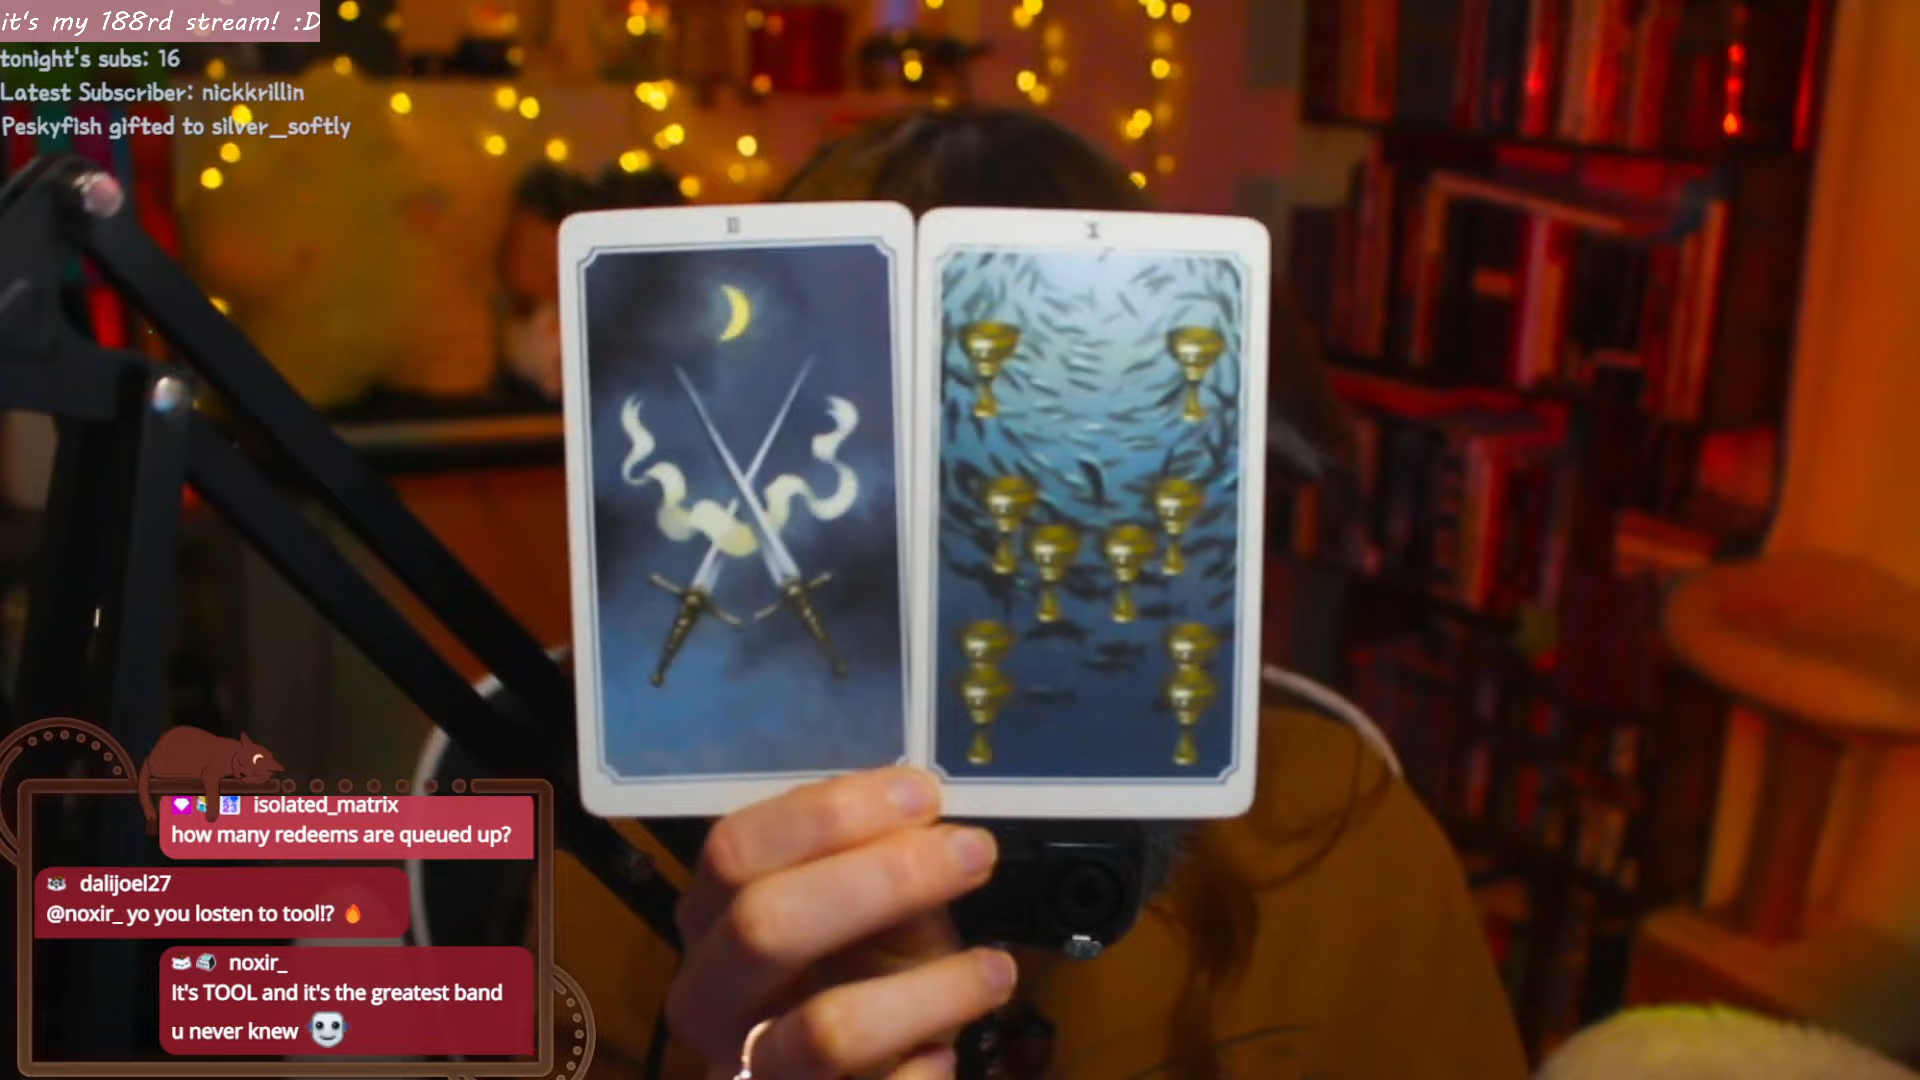 it's my 188rd stream! :D
tonight's subs: 16
Latest Subscriber: nickkrillin
Peskyfish gifted to silver_softly
II
X
23 isolated_matrix
how many redeems are queued up?
dalijoel27
@noxir_ yo you losten to tool!?
noxir_
It's TOOL and it's the greatest band
u never knew